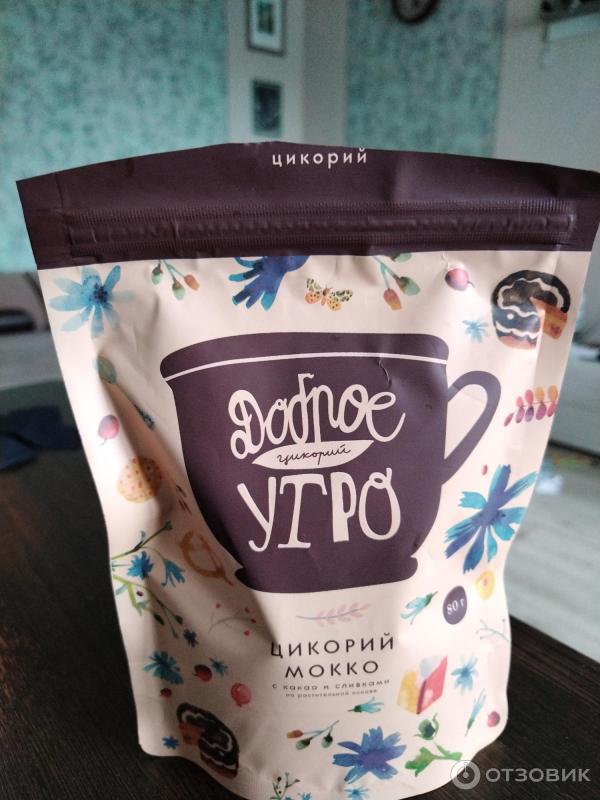 цикорий
Доброе
цикорий
УТРО
80 г
ЦИКОРИЙ
МОККО
с какао и сливками
на растительной основе
ОТЗОВИК